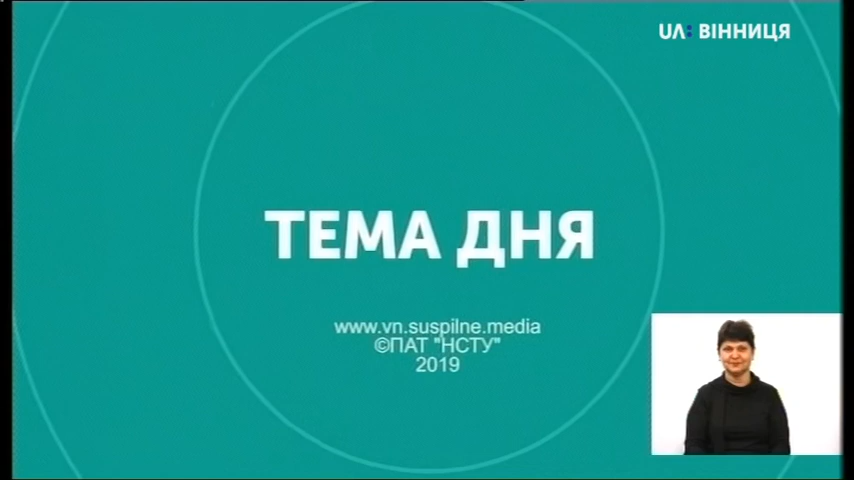 UA: ВІННИЦЯ
ТЕМА ДНЯ
www.vn.suspilne.media
©ПАТ "НСТУ"
2019